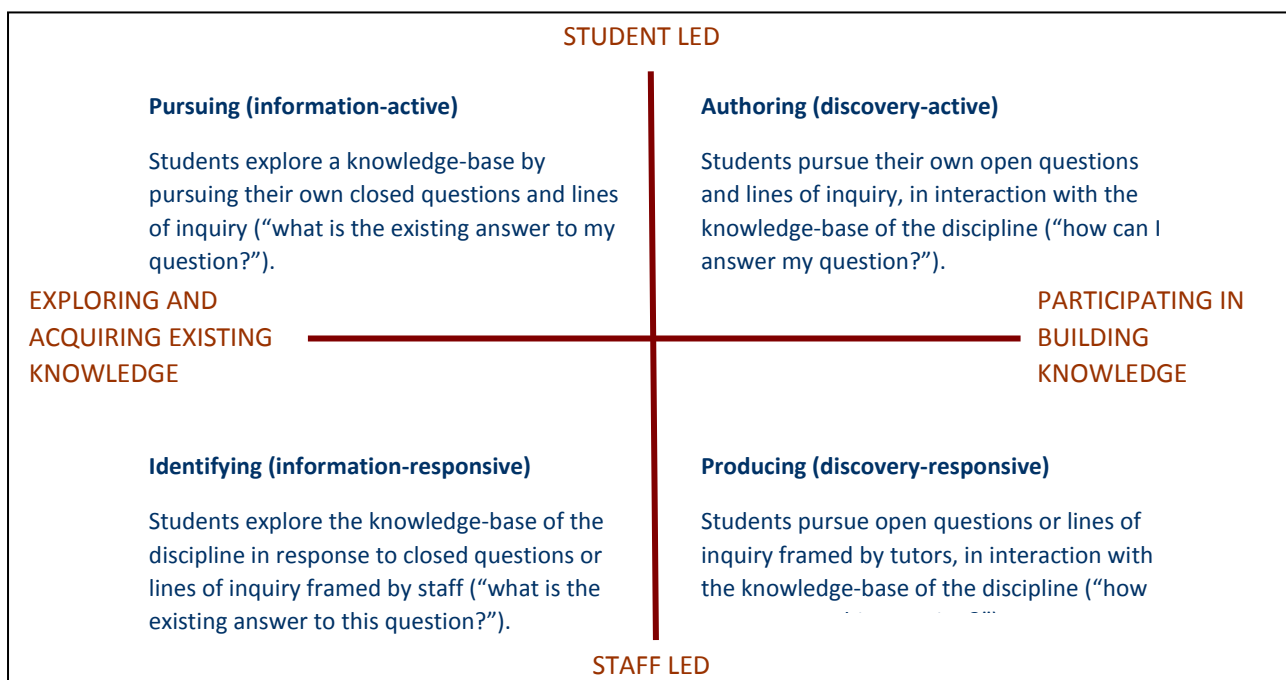 STUDENT LED
Pursuing (information-active)
Students explore a knowledge-base by
pursuing their own closed questions and lines
of inquiry (“what is the existing answer to my
question?”).
Authoring (discovery-active)
Students pursue their own open questions
and lines of inquiry, in interaction with the
knowledge-base of the discipline (“how can I
answer my question?”).
EXPLORING AND
ACQUIRING EXISTING
KNOWLEDGE
PARTICIPATING IN
BUILDING
KNOWLEDGE
Identifying (information-responsive)
Students explore the knowledge-base of the
discipline in response to closed questions or
lines of inquiry framed by staff (“what is the
existing answer to this question?”).
Producing (discovery-responsive)
Students pursue open questions or lines of
inquiry framed by tutors, in interaction with
the knowledge-base of the discipline (“how
STAFF LED